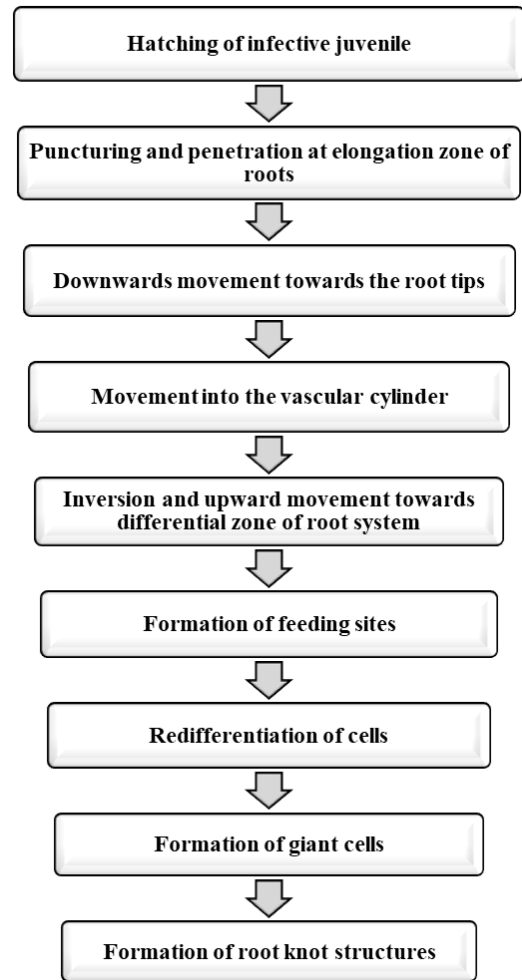 Hatching of infective juvenile
Puncturing and penetration at elongation zone of
roots
Downwards movement towards the root tips
Movement into the vascular cylinder
Inversion and upward movement towards
differential zone of root system
Formation of feeding sites
Redifferentiation of cells
Formation of giant cells
Formation of root knot structures